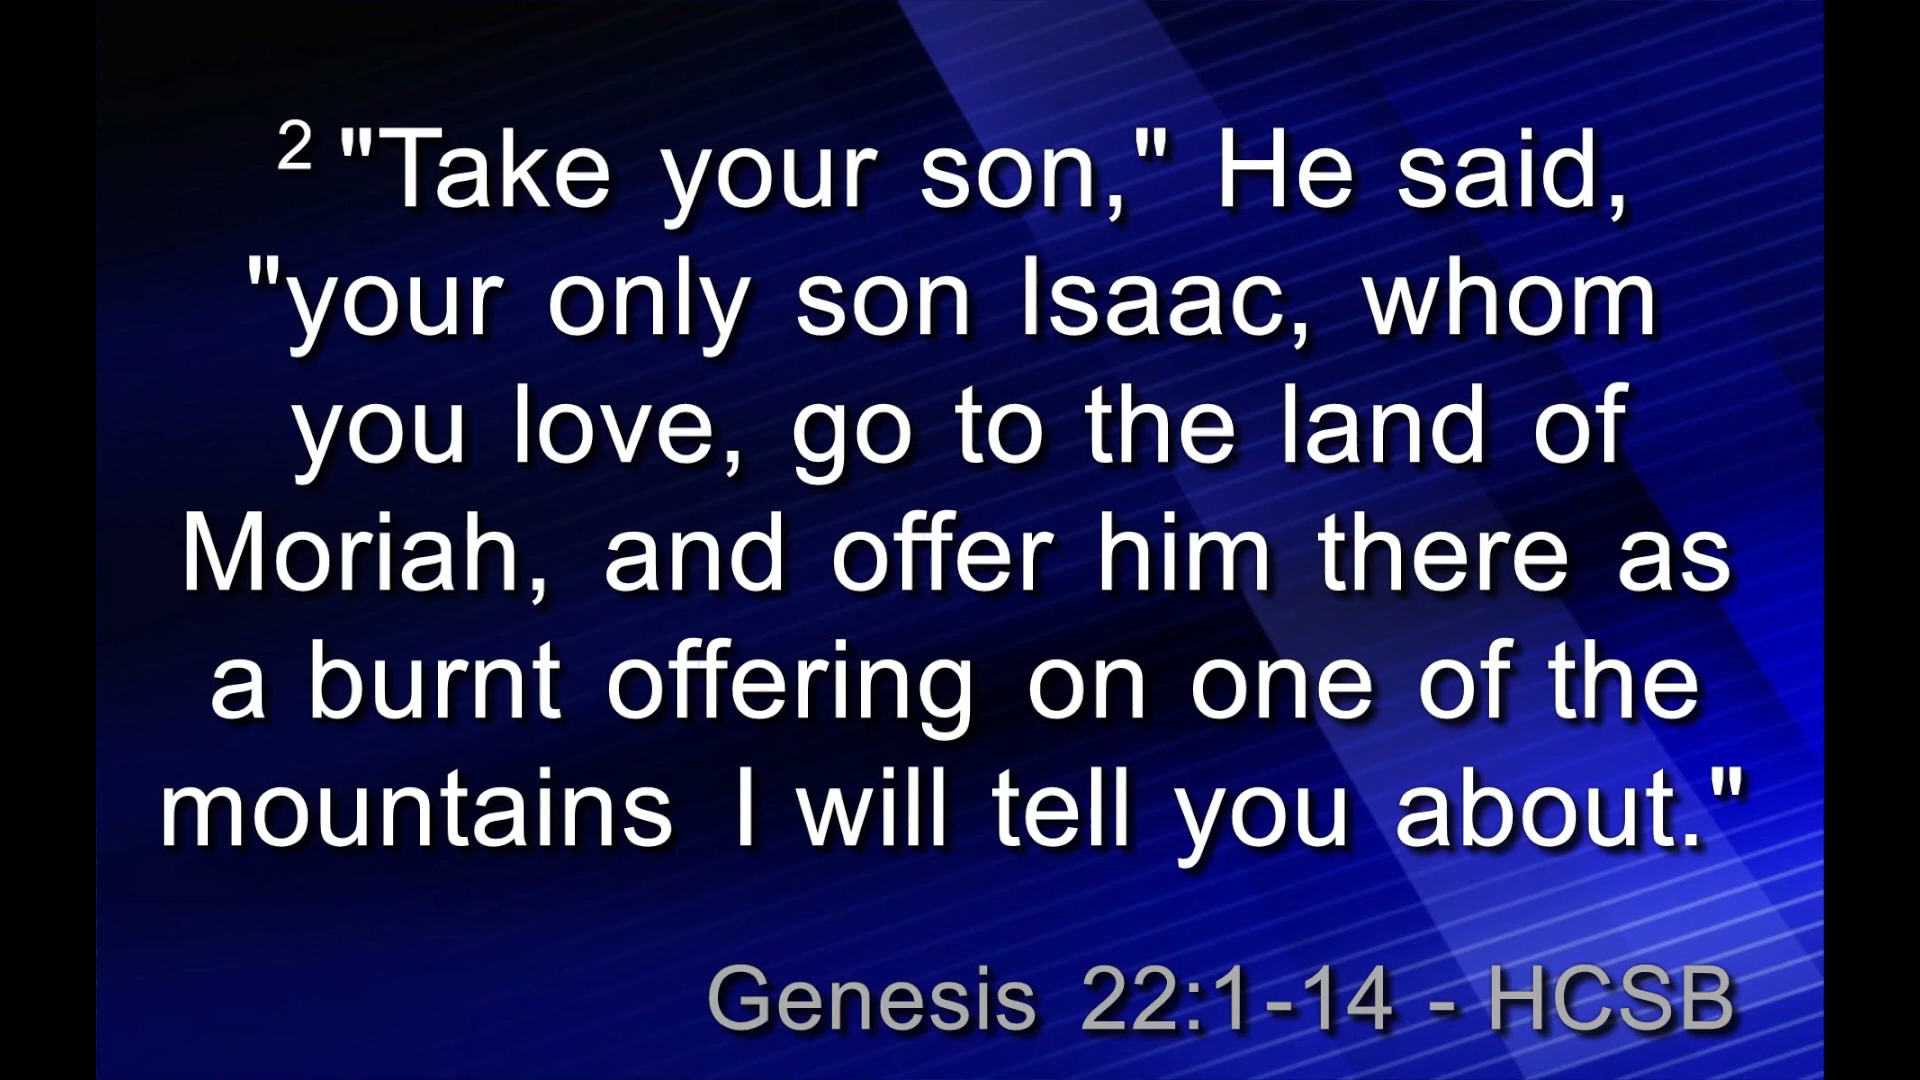 2 "Take your son," He said,
"your only son Isaac, whom
you love, go to the land of
Moriah, and offer him there as
a burnt offering on one of the
mountains I will tell you about."
Genesis 22:1-14 - HCSB